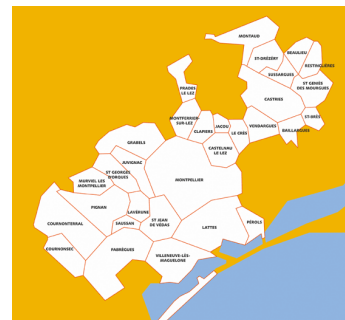 MONTAUD
BEAULIEU
ST-DRÉZÉRY
RESTINCLIÈRES
SUSSARGUES
ST GENIÈS
DES MOURGUES
PRADES
LE LEZ
CASTRIES
MONTFERRIER-
SUR-LEZ
ST-BRÈS
JACOU
VENDARGUES
CLAPIERS
LE CRÈS
BAILLARGUES
GRABELS
CASTELNAU
LE LEZ
JUVIGNAC
ST GEORGES
D'ORQUES
MURVIEL LES
MONTPELLIER
MONTPELLIER
PIGNAN
LAVÉRUNE
COURNONTERRAL
SAUSSAN
ST JEAN
DE VÉDAS
PÉROLS
LATTES
COURNONSEC
FABRÈGUES
VILLENEUVE-LÈS-
MAGUELONE